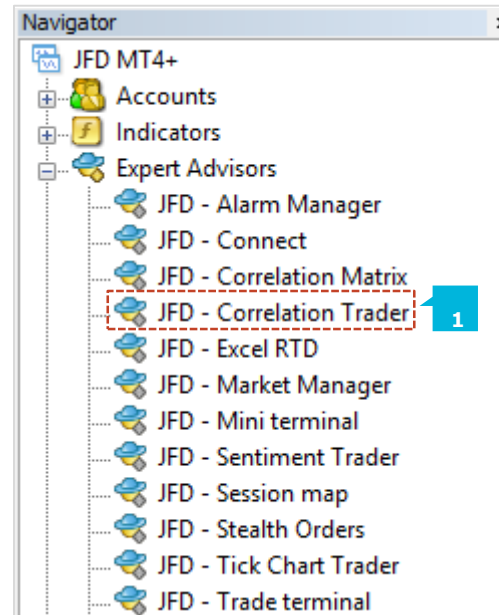 Navigator
JFD MT4+
Accounts
Indicators
Expert Advisors
JFD - Alarm Manager
JFD - Connect
JFD - Correlation Matrix
JFD - Correlation Trader
1
JFD - Excel RTD
JFD - Market Manager
JFD - Mini terminal
JFD - Sentiment Trader
JFD - Session map
JFD - Stealth Orders
JFD - Tick Chart Trader
JFD - Trade terminal